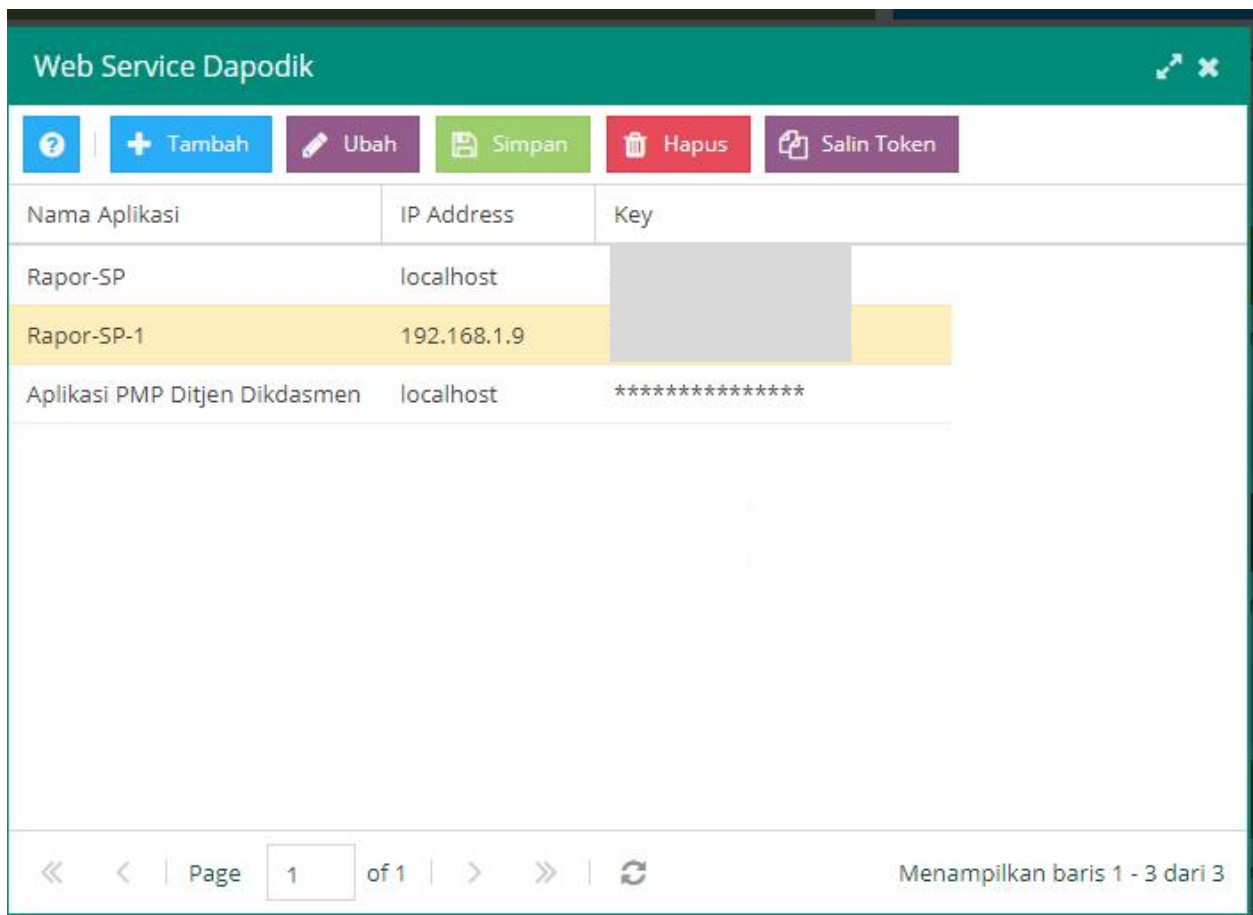 Web Service Dapodik
Tambah Ubah Simpan Hapus Salin Token
Nama Aplikasi IP Address Key
Rapor-SP localhost
Rapor-SP-1 192.168.1.9
Aplikasi PMP Ditjen Dikdasmen localhost ***************
Page 1 of 1 Menampilkan baris 1 - 3 dari 3